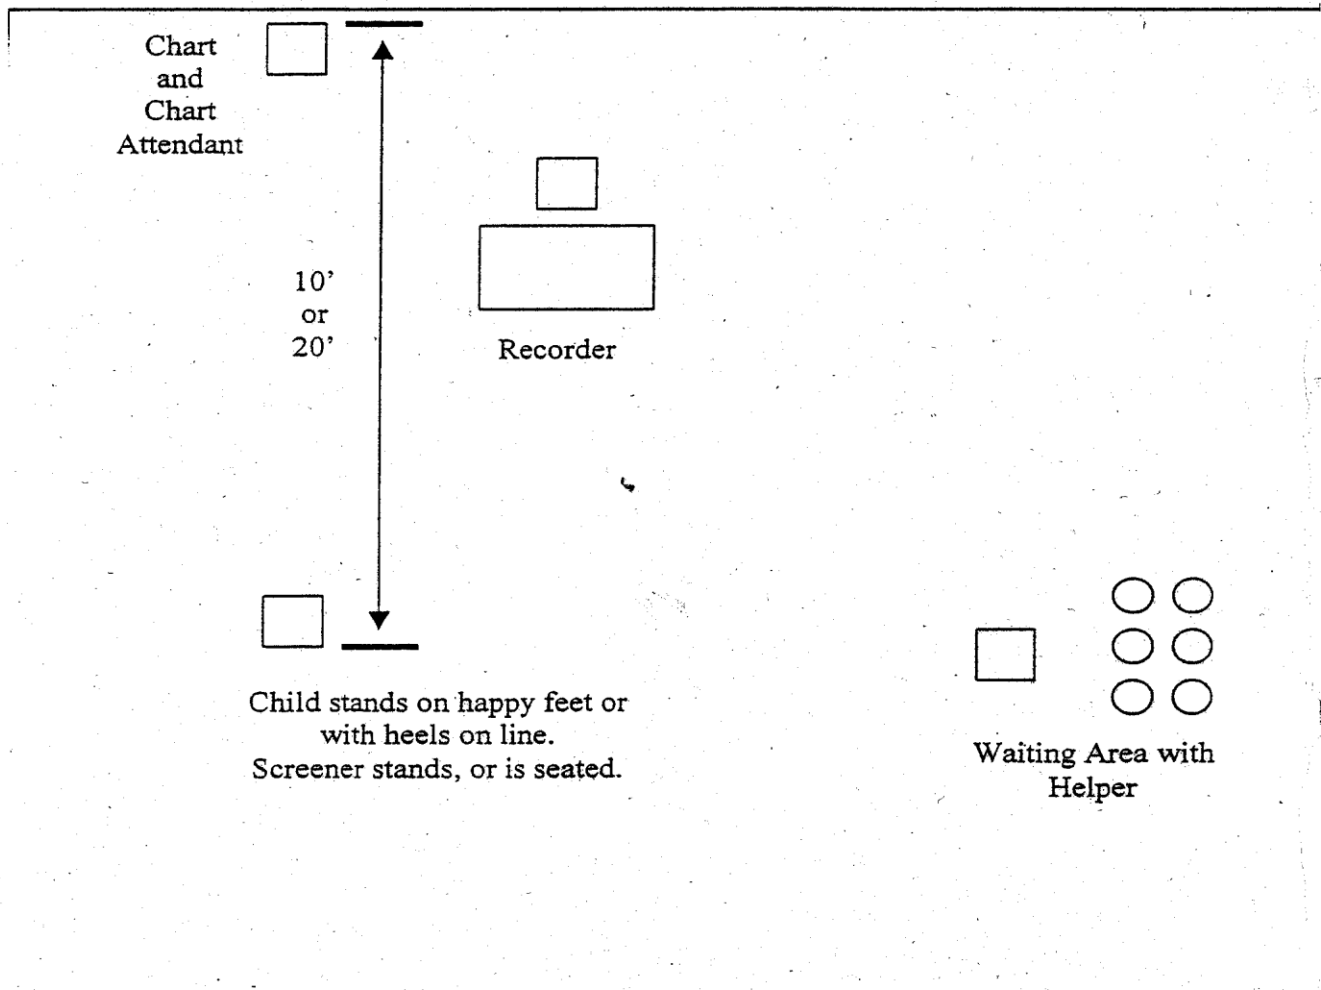 Chart
and
Chart
Attendant
10’
or
20’
Recorder
Child stands on happy feet or
with heels on line.
Screener stands, or is seated.
Waiting Area with
Helper